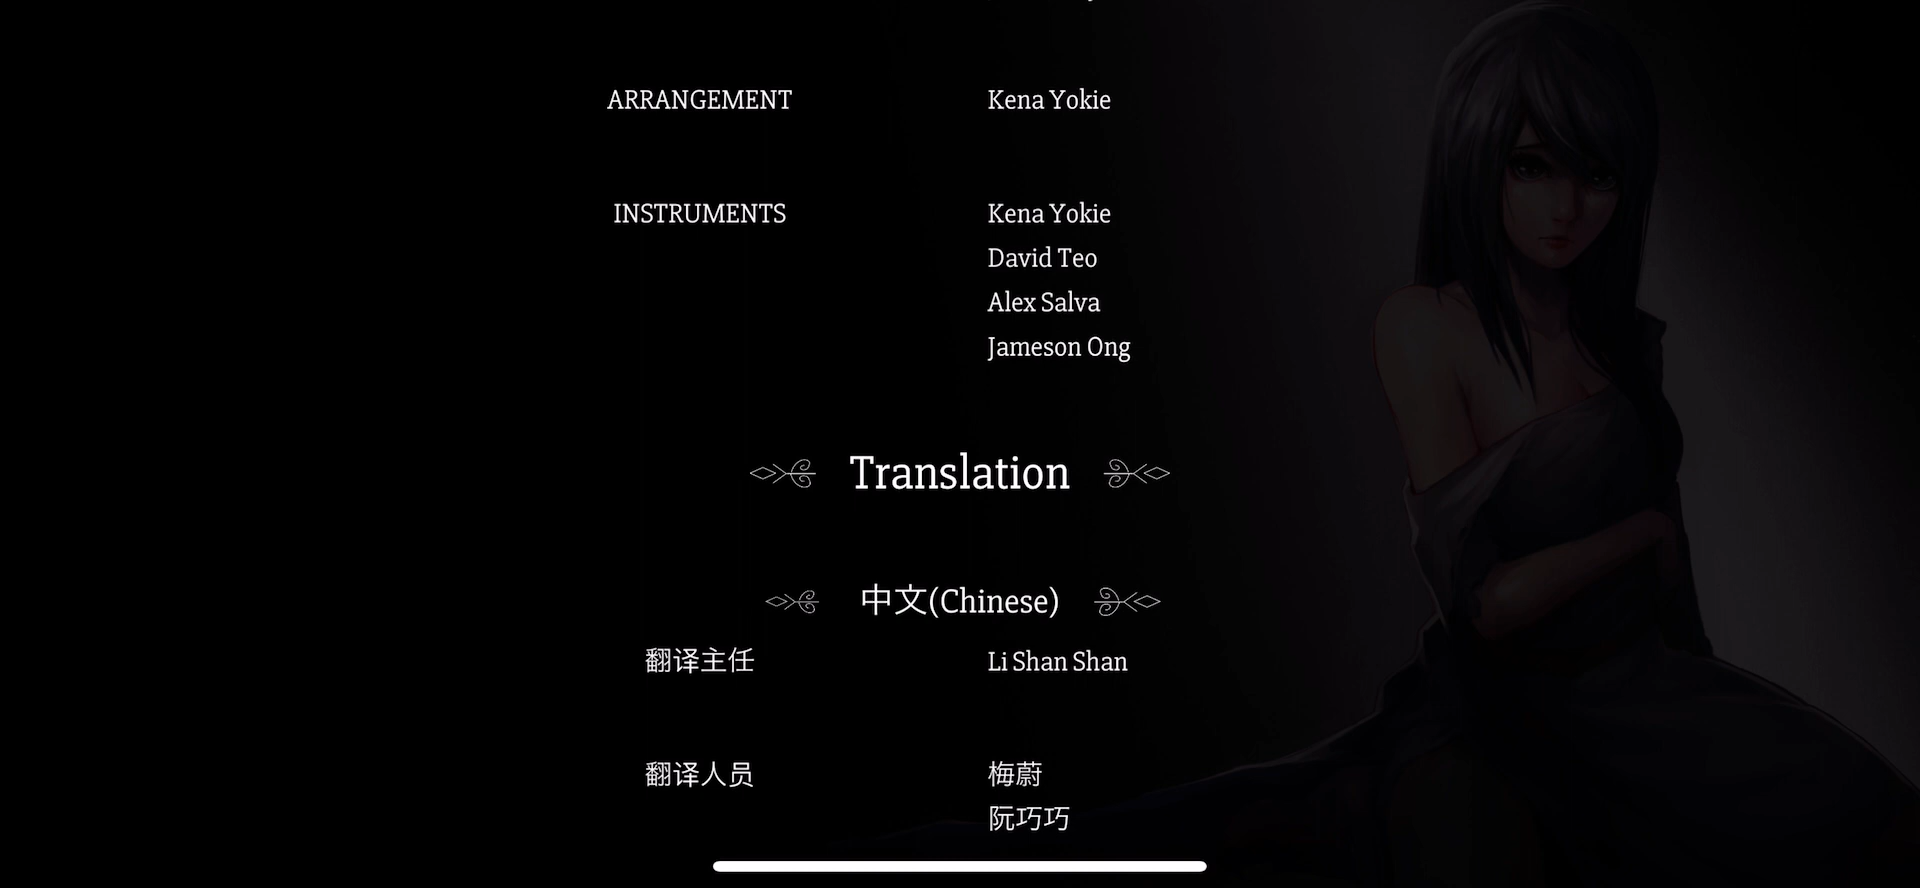 ARRANGEMENT Kena Yokie
INSTRUMENTS Kena Yokie
David Teo
Alex Salva
Jameson Ong
Translation
中文(Chinese)
翻译主任 Li Shan Shan
翻译人员 梅蔚
阮巧巧